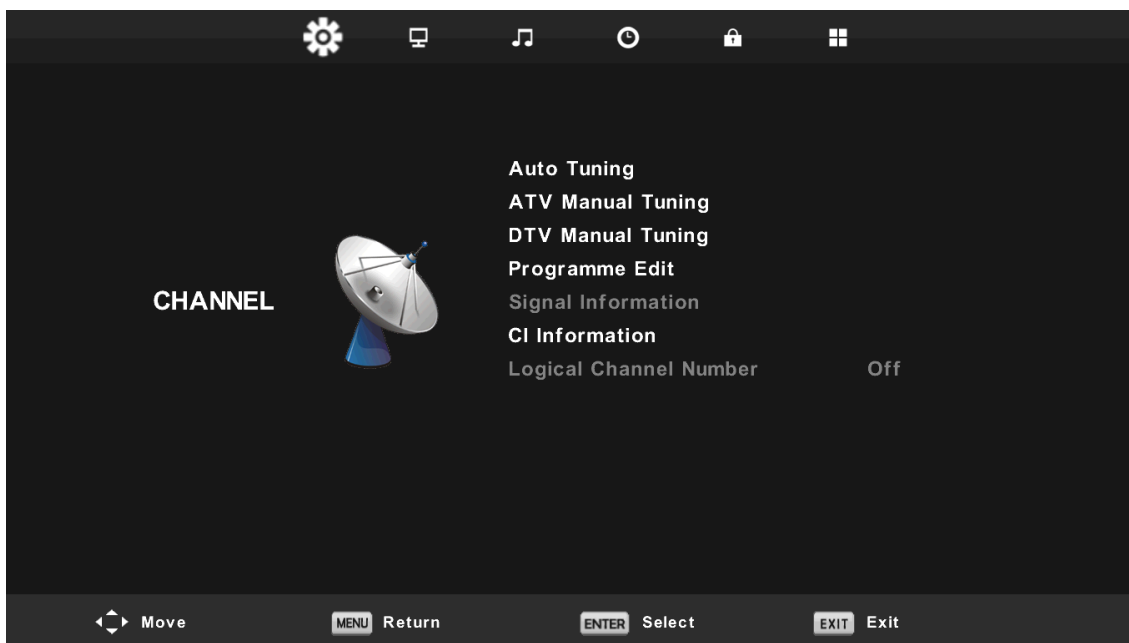 CHANNEL
Auto Tuning
ATV Manual Tuning
DTV Manual Tuning
Programme Edit
Signal Information
CI Information
Logical Channel Number Off
Move MENU Return ENTER Select EXIT Exit